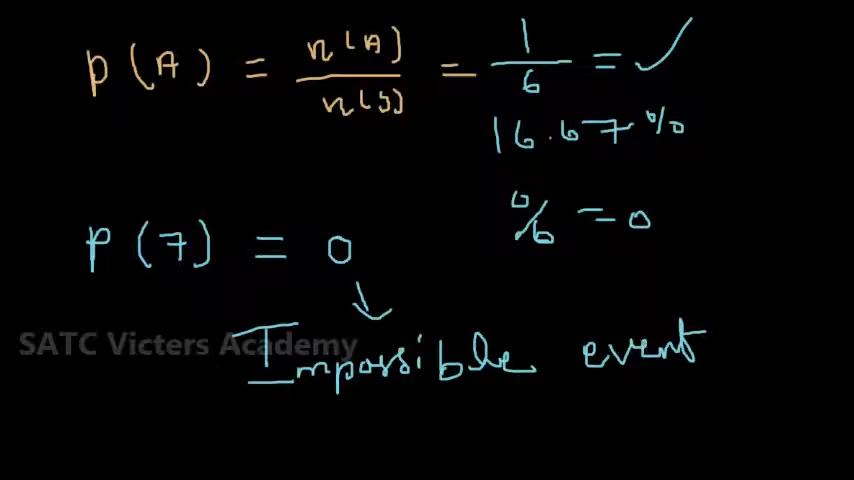 P(A) = n(A)/n(S) = 1/6 = ✓
16.67%
0/6 = 0
P(7) = 0
↓
SATC Victers Academy
Impossible event